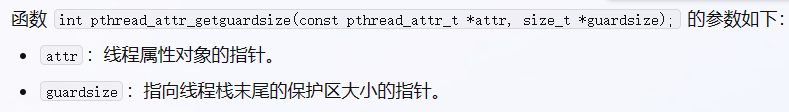 函数 int pthread_attr_getguardsize(const pthread_attr_t *attr, size_t *guardsize); 的参数如下：
• attr ：线程属性对象的指针。
• guardsize ：指向线程栈末尾的保护区大小的指针。